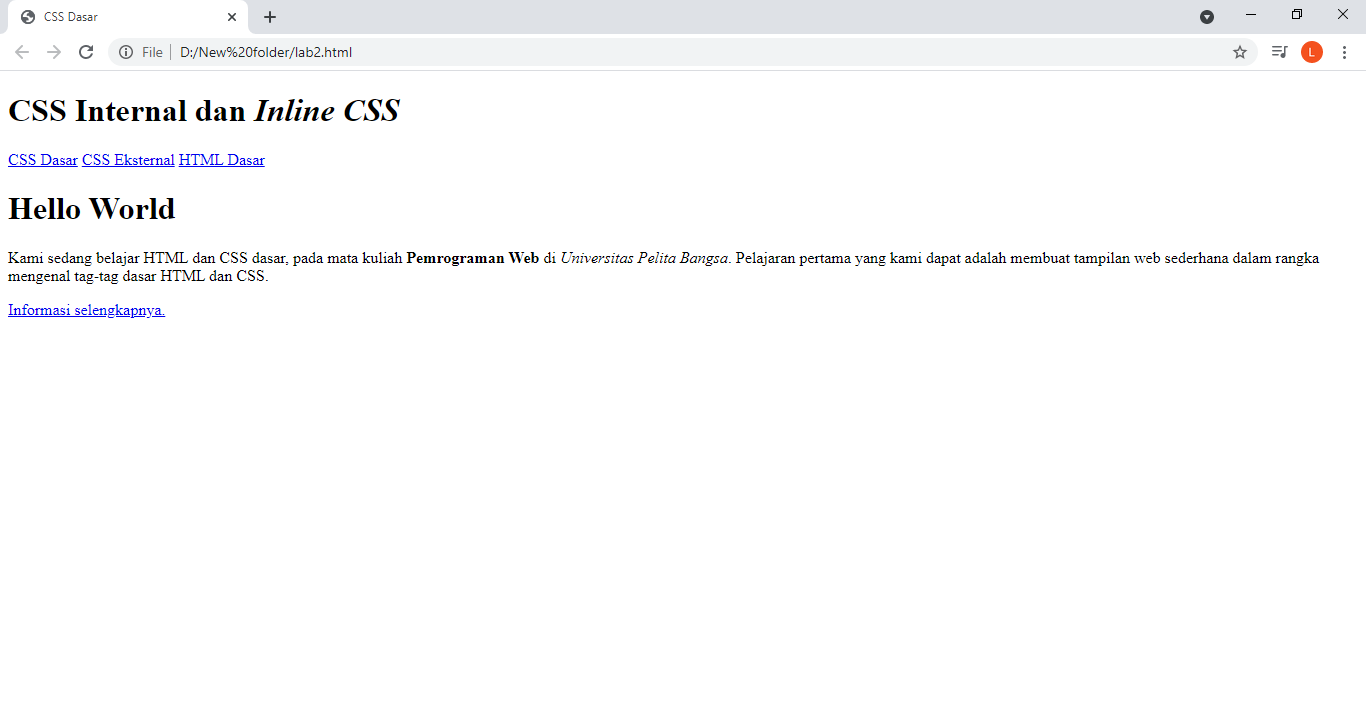 CSS Dasar
File D:/New%20folder/lab2.html
L
CSS Internal dan Inline CSS
CSS Dasar CSS Eksternal HTML Dasar
Hello World
Kami sedang belajar HTML dan CSS dasar, pada mata kuliah Pemrograman Web di Universitas Pelita Bangsa. Pelajaran pertama yang kami dapat adalah membuat tampilan web sederhana dalam rangka
mengenal tag-tag dasar HTML dan CSS.
Informasi selengkapnya.